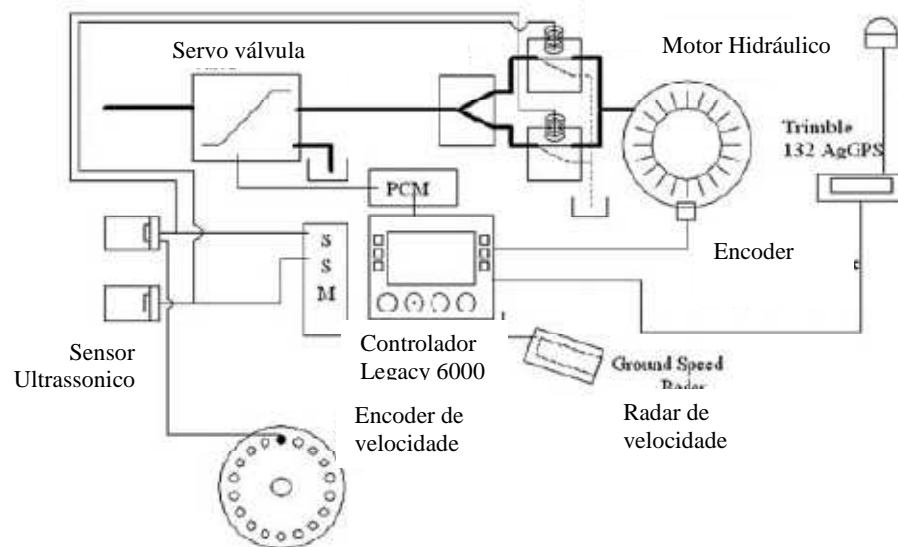 Servo válvula
Motor Hidráulico
Trimble
132 AgGPS
PCM
S
S
M
Encoder
Sensor
Ultrassonico
Controlador
Legacy 6000
Ground Speed
Encoder de
velocidade
Radar de
velocidade